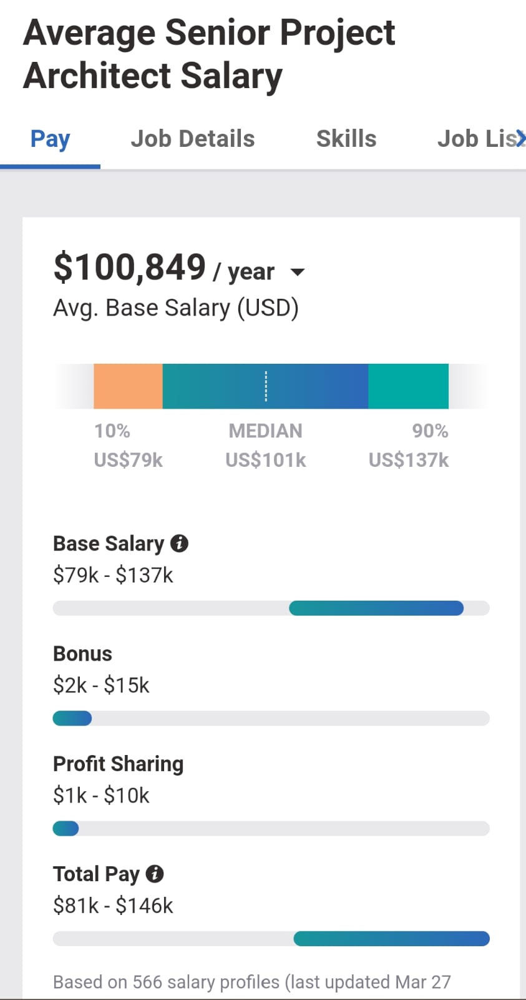 Average Senior Project
Architect Salary
Pay Job Details Skills Job Lis
$100,849 / year
Avg. Base Salary (USD)
10% MEDIAN 90%
US$79k US$101k US$137k
Base Salary
$79k - $137k
Bonus
$2k - $15k
Profit Sharing
$1k - $10k
Total Pay
$81k - $146k
Based on 566 salary profiles (last updated Mar 27